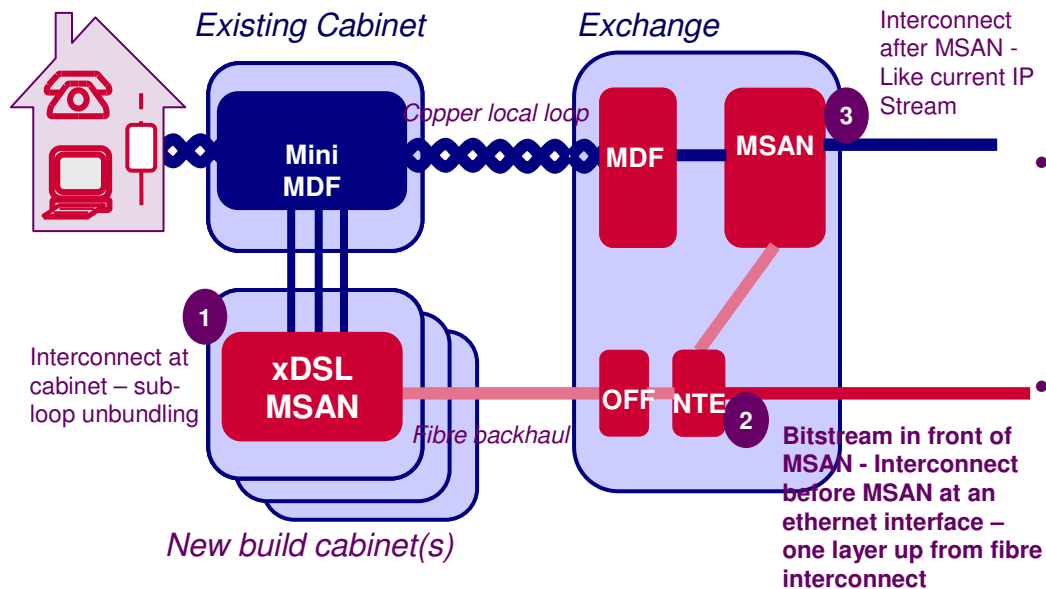 Existing Cabinet
Exchange
Interconnect
after MSAN -
Like current IP
Stream
3
Copper local loop
Mini
MDF
MDF
MSAN
1
Interconnect at
cabinet – sub-
loop unbundling
xDSL
MSAN
Fibre backhaul
OFF
NTE
2
Bitstream in front of
MSAN - Interconnect
before MSAN at an
ethernet interface –
one layer up from fibre
interconnect
New build cabinet(s)